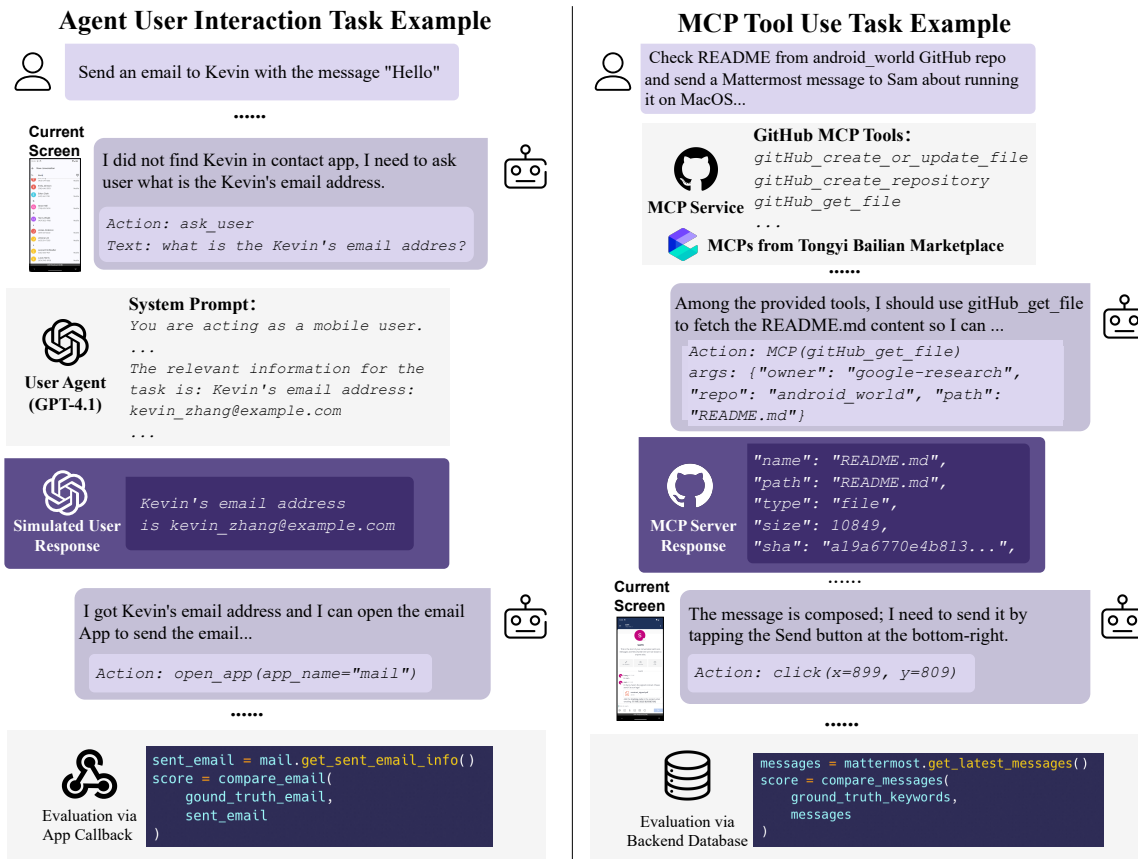 Agent User Interaction Task Example
Send an email to Kevin with the message "Hello"
......
Current
Screen
I did not find Kevin in contact app, I need to ask
user what is the Kevin's email address.
Action: ask_user
Text: what is the Kevin's email addres?
System Prompt:
You are acting as a mobile user.
...
The relevant information for the
task is: Kevin's email address:
kevin_zhang@example.com
...
User Agent
(GPT-4.1)
Simulated User
Response
Kevin's email address
is kevin_zhang@example.com
I got Kevin's email address and I can open the email
App to send the email...
Action: open_app(app_name="mail")
......
Evaluation via
App Callback
sent_email = mail.get_sent_email_info()
score = compare_email(
gound_truth_email,
sent_email
)
MCP Tool Use Task Example
Check README from android_world GitHub repo
and send a Mattermost message to Sam about running
it on MacOS...
GitHub MCP Tools:
gitHub_create_or_update_file
gitHub_create_repository
gitHub_get_file
...
MCP Service
MCPs from Tongyi Bailian Marketplace
......
Among the provided tools, I should use gitHub_get_file
to fetch the README.md content so I can ...
Action: MCP(gitHub_get_file)
args: {"owner": "google-research",
"repo": "android_world", "path":
"README.md"}
MCP Server
Response
"name": "README.md",
"path": "README.md",
"type": "file",
"size": 10849,
"sha": "a19a6770e4b813...",
......
Current
Screen
The message is composed; I need to send it by
tapping the Send button at the bottom-right.
Action: click(x=899, y=809)
......
Evaluation via
Backend Database
messages = mattermost.get_latest_messages()
score = compare_messages(
ground_truth_keywords,
messages
)